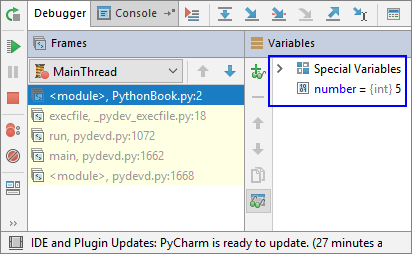 Debugger Console
Frames
Variables
MainThread
<module>, PythonBook.py:2
execfile, _pydev_execfile.py:18
run, pydevd.py:1072
main, pydevd.py:1662
<module>, pydevd.py:1668
Special Variables
number = {int} 5
IDE and Plugin Updates: PyCharm is ready to update. (27 minutes a